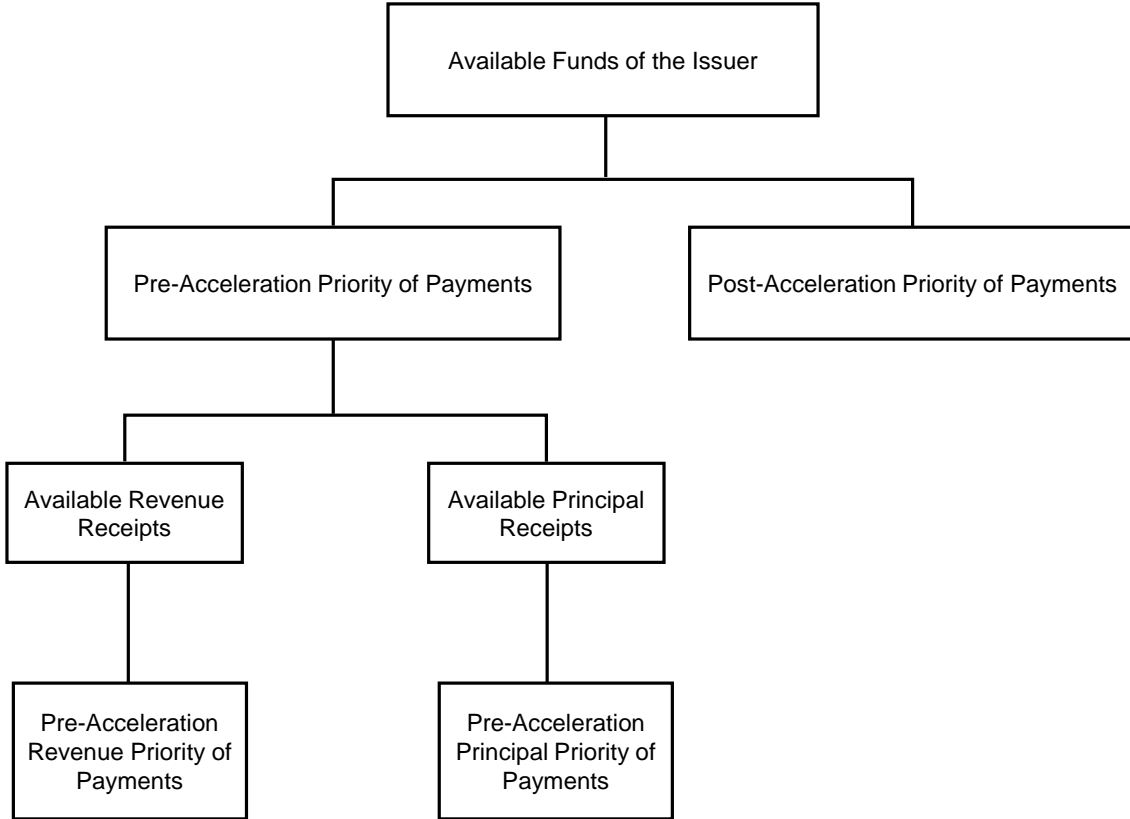 Available Funds of the Issuer
Pre-Acceleration Priority of Payments
Post-Acceleration Priority of Payments
Available Revenue
Receipts
Available Principal
Receipts
Pre-Acceleration
Revenue Priority of
Payments
Pre-Acceleration
Principal Priority of
Payments